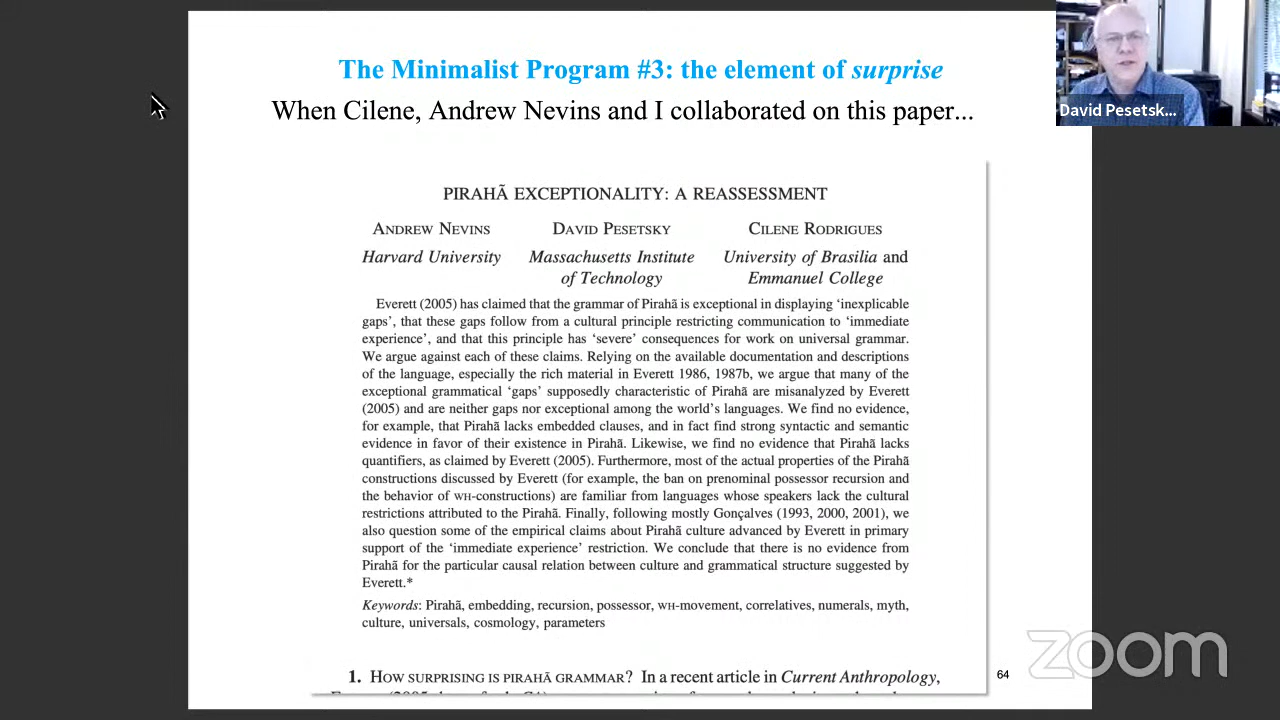 The Minimalist Program #3: the element of surprise
When Cilene, Andrew Nevins and I collaborated on this paper...
David Pesetsk...
PIRAHÃ EXCEPTIONALITY: A REASSESSMENT
ANDREW NEVINS DAVID PESETSKY CILENE RODRIGUES
Harvard University Massachusetts Institute University of Brasilia and
of Technology Emmanuel College
Everett (2005) has claimed that the grammar of Pirahã is exceptional in displaying ‘inexplicable
gaps’, that these gaps follow from a cultural principle restricting communication to ‘immediate
experience’, and that this principle has ‘severe’ consequences for work on universal grammar.
We argue against each of these claims. Relying on the available documentation and descriptions
of the language, especially the rich material in Everett 1986, 1987b, we argue that many of the
exceptional grammatical ‘gaps’ supposedly characteristic of Pirahã are misanalyzed by Everett
(2005) and are neither gaps nor exceptional among the world’s languages. We find no evidence,
for example, that Pirahã lacks embedded clauses, and in fact find strong syntactic and semantic
evidence in favor of their existence in Pirahã. Likewise, we find no evidence that Pirahã lacks
quantifiers, as claimed by Everett (2005). Furthermore, most of the actual properties of the Pirahã
constructions discussed by Everett (for example, the ban on prenominal possessor recursion and
the behavior of WH-constructions) are familiar from languages whose speakers lack the cultural
restrictions attributed to the Pirahã. Finally, following mostly Gonçalves (1993, 2000, 2001), we
also question some of the empirical claims about Pirahã culture advanced by Everett in primary
support of the ‘immediate experience’ restriction. We conclude that there is no evidence from
Pirahã for the particular causal relation between culture and grammatical structure suggested by
Everett.*
Keywords: Pirahã, embedding, recursion, possessor, WH-movement, correlatives, numerals, myth,
culture, universals, cosmology, parameters
1. HOW SURPRISING IS PIRAHÃ GRAMMAR? In a recent article in Current Anthropology,
64
zoom